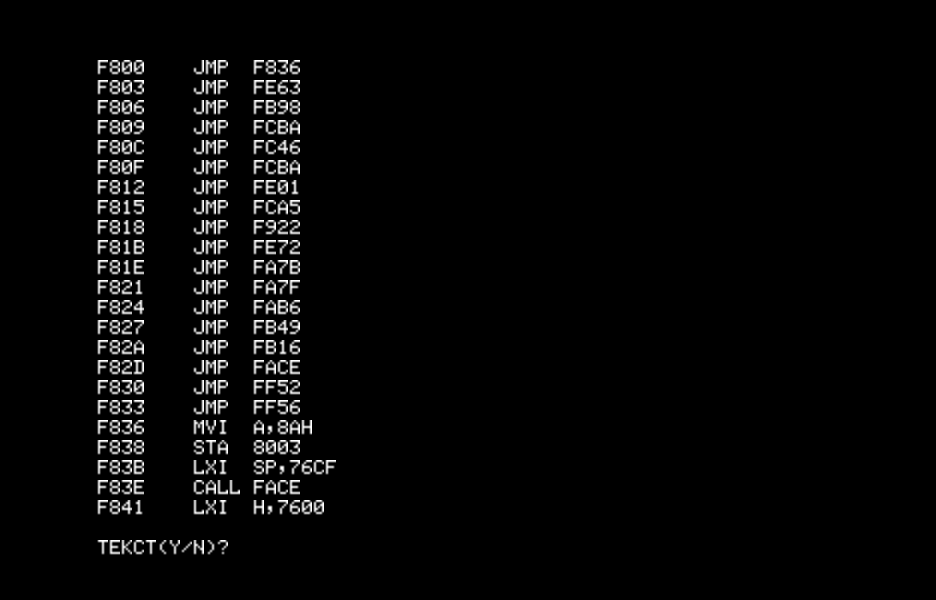 F800 JMP F836
F803 JMP FE63
F806 JMP FB98
F809 JMP FCBA
F80C JMP FC46
F80F JMP FCBA
F812 JMP FE01
F815 JMP FCA5
F818 JMP F922
F81B JMP FE72
F81E JMP FA7B
F821 JMP FA7F
F824 JMP FAB6
F827 JMP FB49
F82A JMP FB16
F82D JMP FACE
F830 JMP FF52
F833 JMP FF56
F836 MVI A,8AH
F838 STA 8003
F83B LXI SP,76CF
F83E CALL FACE
F841 LXI H,7600
ТЕКСТ(Y/N)?